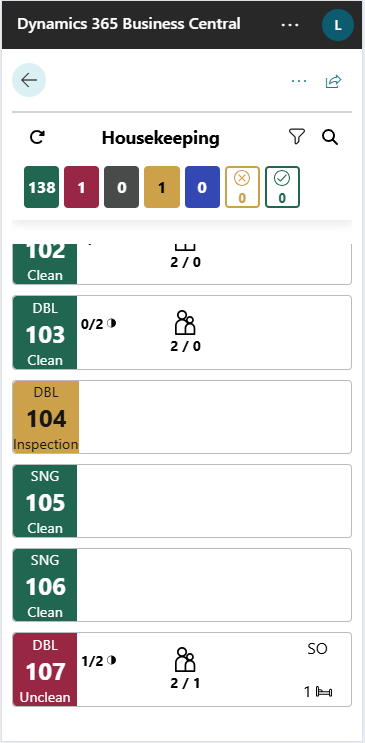 Dynamics 365 Business Central
L
Housekeeping
138 1 0 1 0 0 0
102
Clean
2 / 0
DBL
103
Clean
0/2
2 / 0
DBL
104
Inspection
SNG
105
Clean
SNG
106
Clean
DBL
107
Unclean
1/2
2 / 1
SO
1